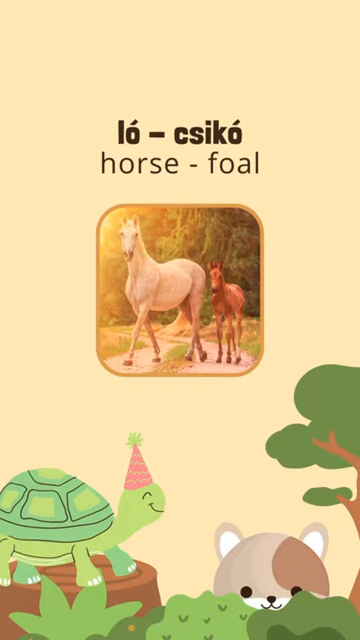 ló – csikó
horse - foal